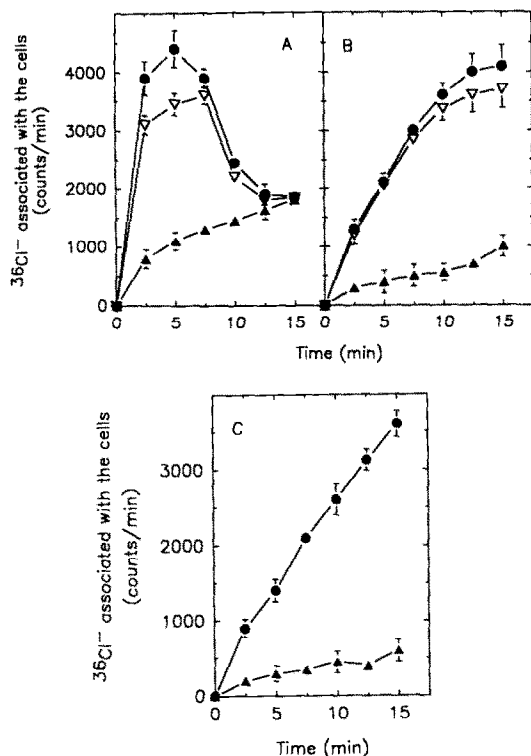 A
B
³⁶Cl⁻ associated with the cells
(counts/min)
4000
3000
2000
1000
0
0 5 10 15 0 5 10 15
Time (min)
C
³⁶Cl⁻ associated with the cells
(counts/min)
3000
2000
1000
0
0 5 10 15
Time (min)